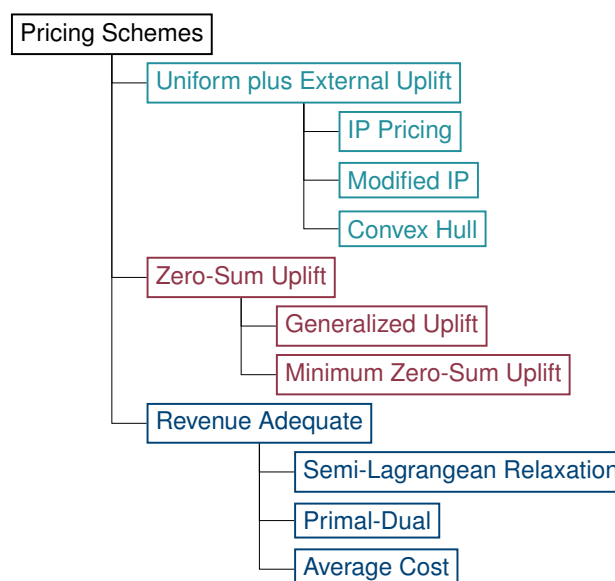 Pricing Schemes
Uniform plus External Uplift
IP Pricing
Modified IP
Convex Hull
Zero-Sum Uplift
Generalized Uplift
Minimum Zero-Sum Uplift
Revenue Adequate
Semi-Lagrangean Relaxation
Primal-Dual
Average Cost